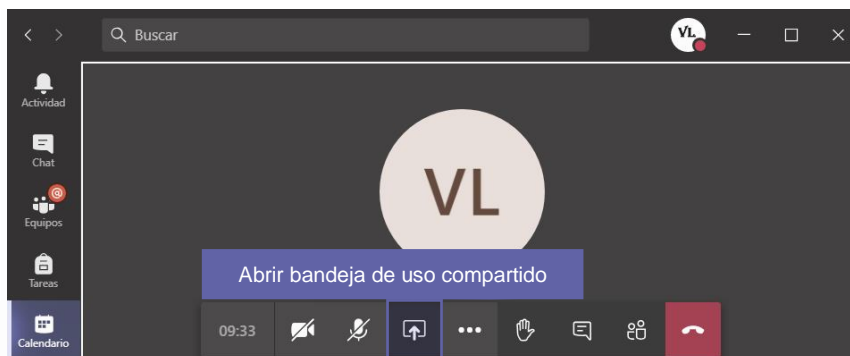 Buscar
VL
Actividad
Chat
@
Equipos
Tareas
Calendario
VL
Abrir bandeja de uso compartido
09:33